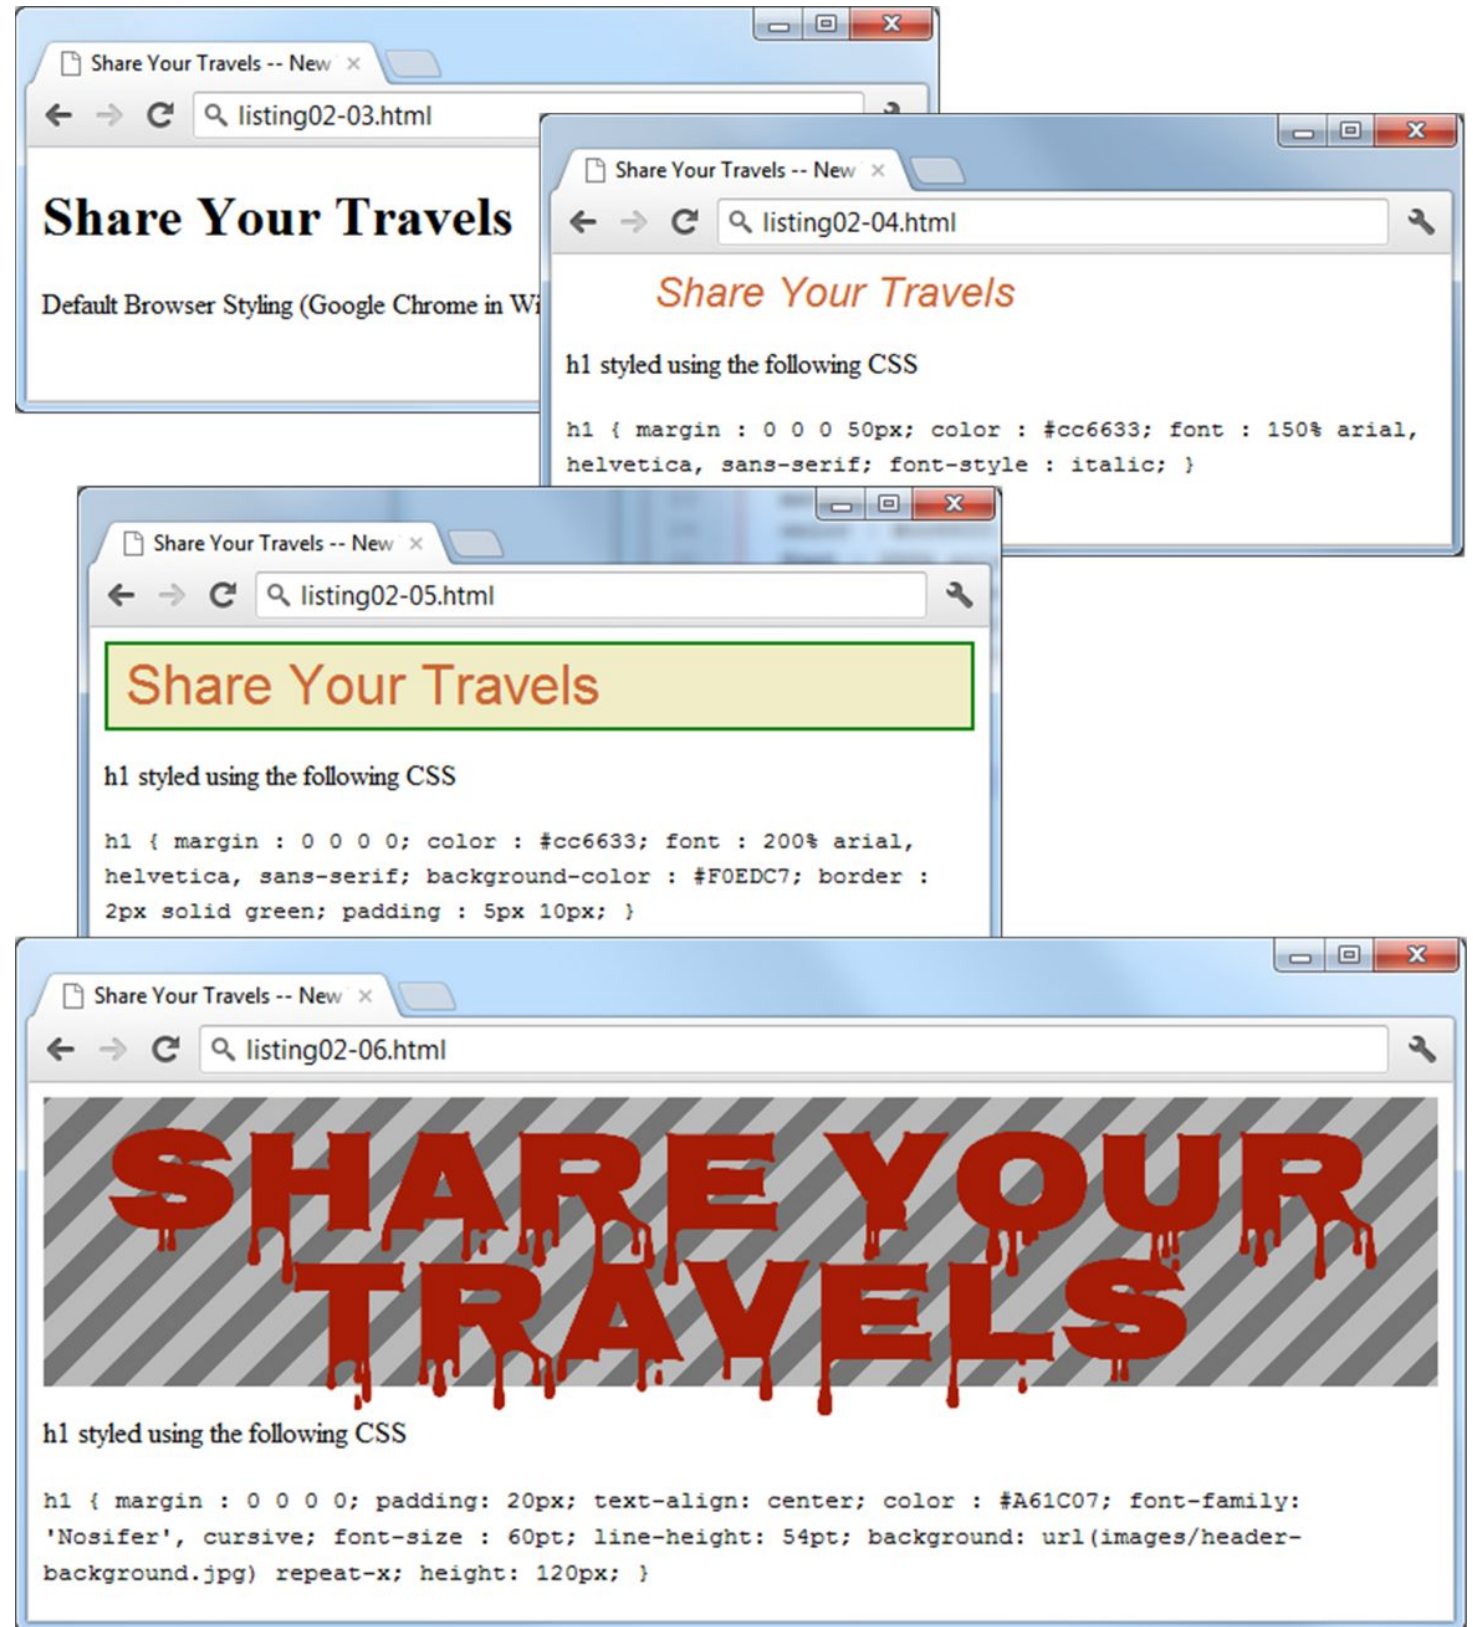 Share Your Travels -- New
listing02-03.html
Share Your Travels
Default Browser Styling (Google Chrome in
Share Your Travels -- New
listing02-04.html
Share Your Travels
h1 styled using the following CSS
h1 { margin : 0 0 0 50px; color : #cc6633; font : 150% arial,
helvetica, sans-serif; font-style : italic; }
Share Your Travels -- New
listing02-05.html
Share Your Travels
h1 styled using the following CSS
h1 { margin : 0 0 0 0; color : #cc6633; font : 200% arial,
helvetica, sans-serif; background-color : #F0EDC7; border :
2px solid green; padding : 5px 10px; }
Share Your Travels -- New
listing02-06.html
SHARE YOUR
TRAVELS
h1 styled using the following CSS
h1 { margin : 0 0 0 0; padding: 20px; text-align: center; color : #A61C07; font-family:
'Nosifer', cursive; font-size : 60pt; line-height: 54pt; background: url(images/header-
background.jpg) repeat-x; height: 120px; }